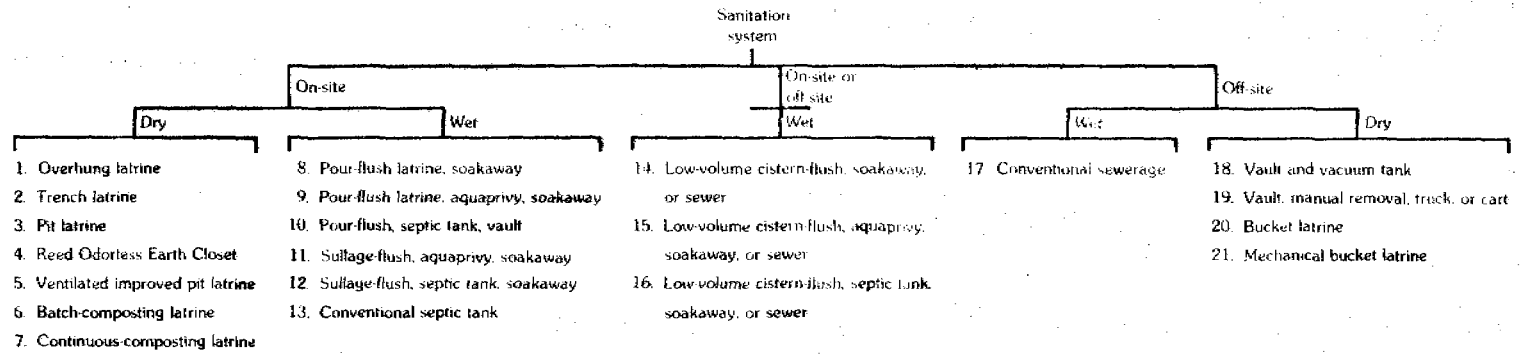 Sanitation
system
On-site
On-site or
off-site
Off-site
Dry
Wet
Wet
Wet
Dry
1. Overhung latrine
2. Trench latrine
3. Pit latrine
4. Reed Odorless Earth Closet
5. Ventilated improved pit latrine
6. Batch-composting latrine
7. Continuous-composting latrine
8. Pour-flush latrine, soakaway
9. Pour-flush latrine, aquaprivy, soakaway
10. Pour-flush, septic tank, vault
11. Sullage-flush, aquaprivy, soakaway
12. Sullage-flush, septic tank, soakaway
13. Conventional septic tank
14. Low-volume cistern-flush, soakaway,
or sewer
15. Low-volume cistern-flush, aquaprivy,
soakaway, or sewer
16. Low-volume cistern-flush, septic tank,
soakaway, or sewer
17 Conventional sewerage
18. Vault and vacuum tank
19. Vault, manual removal, truck, or cart
20. Bucket latrine
21. Mechanical bucket latrine